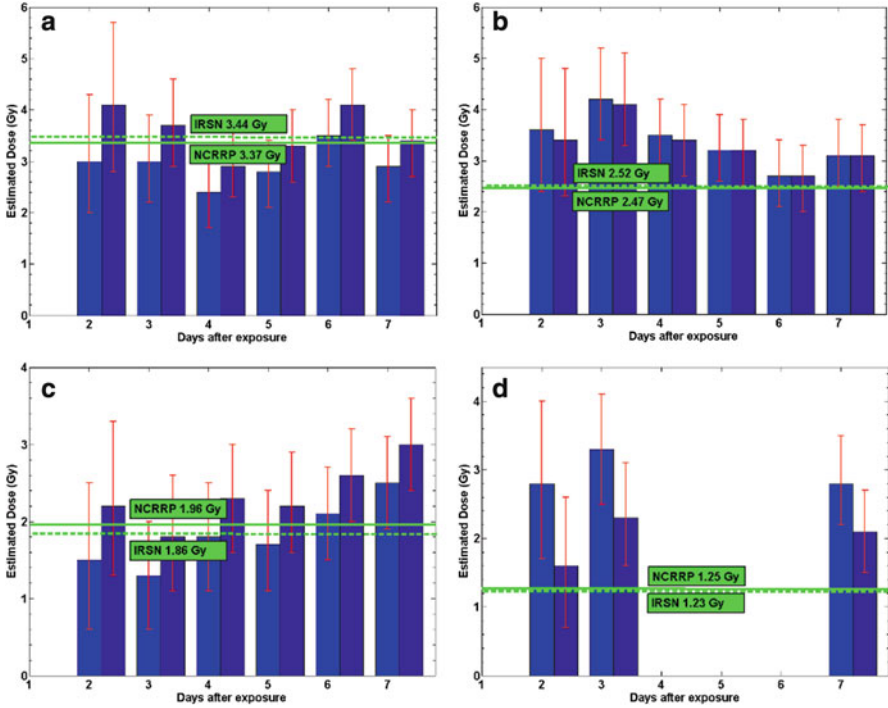 a
Estimated Dose (Gy)
6
5
4
3
2
1
0
IRSN 3.44 Gy
NCRRP 3.37 Gy
1 2 3 4 5 6 7
Days after exposure
b
Estimated Dose (Gy)
6
5
4
3
2
1
0
IRSN 2.52 Gy
NCRRP 2.47 Gy
1 2 3 4 5 6 7
Days after exposure
c
Estimated Dose (Gy)
4
3
2
1
0
NCRRP 1.96 Gy
IRSN 1.86 Gy
1 2 3 4 5 6 7
Days after exposure
d
Estimated Dose (Gy)
4
3
2
1
0
NCRRP 1.25 Gy
IRSN 1.23 Gy
1 2 3 4 5 6 7
Days after exposure